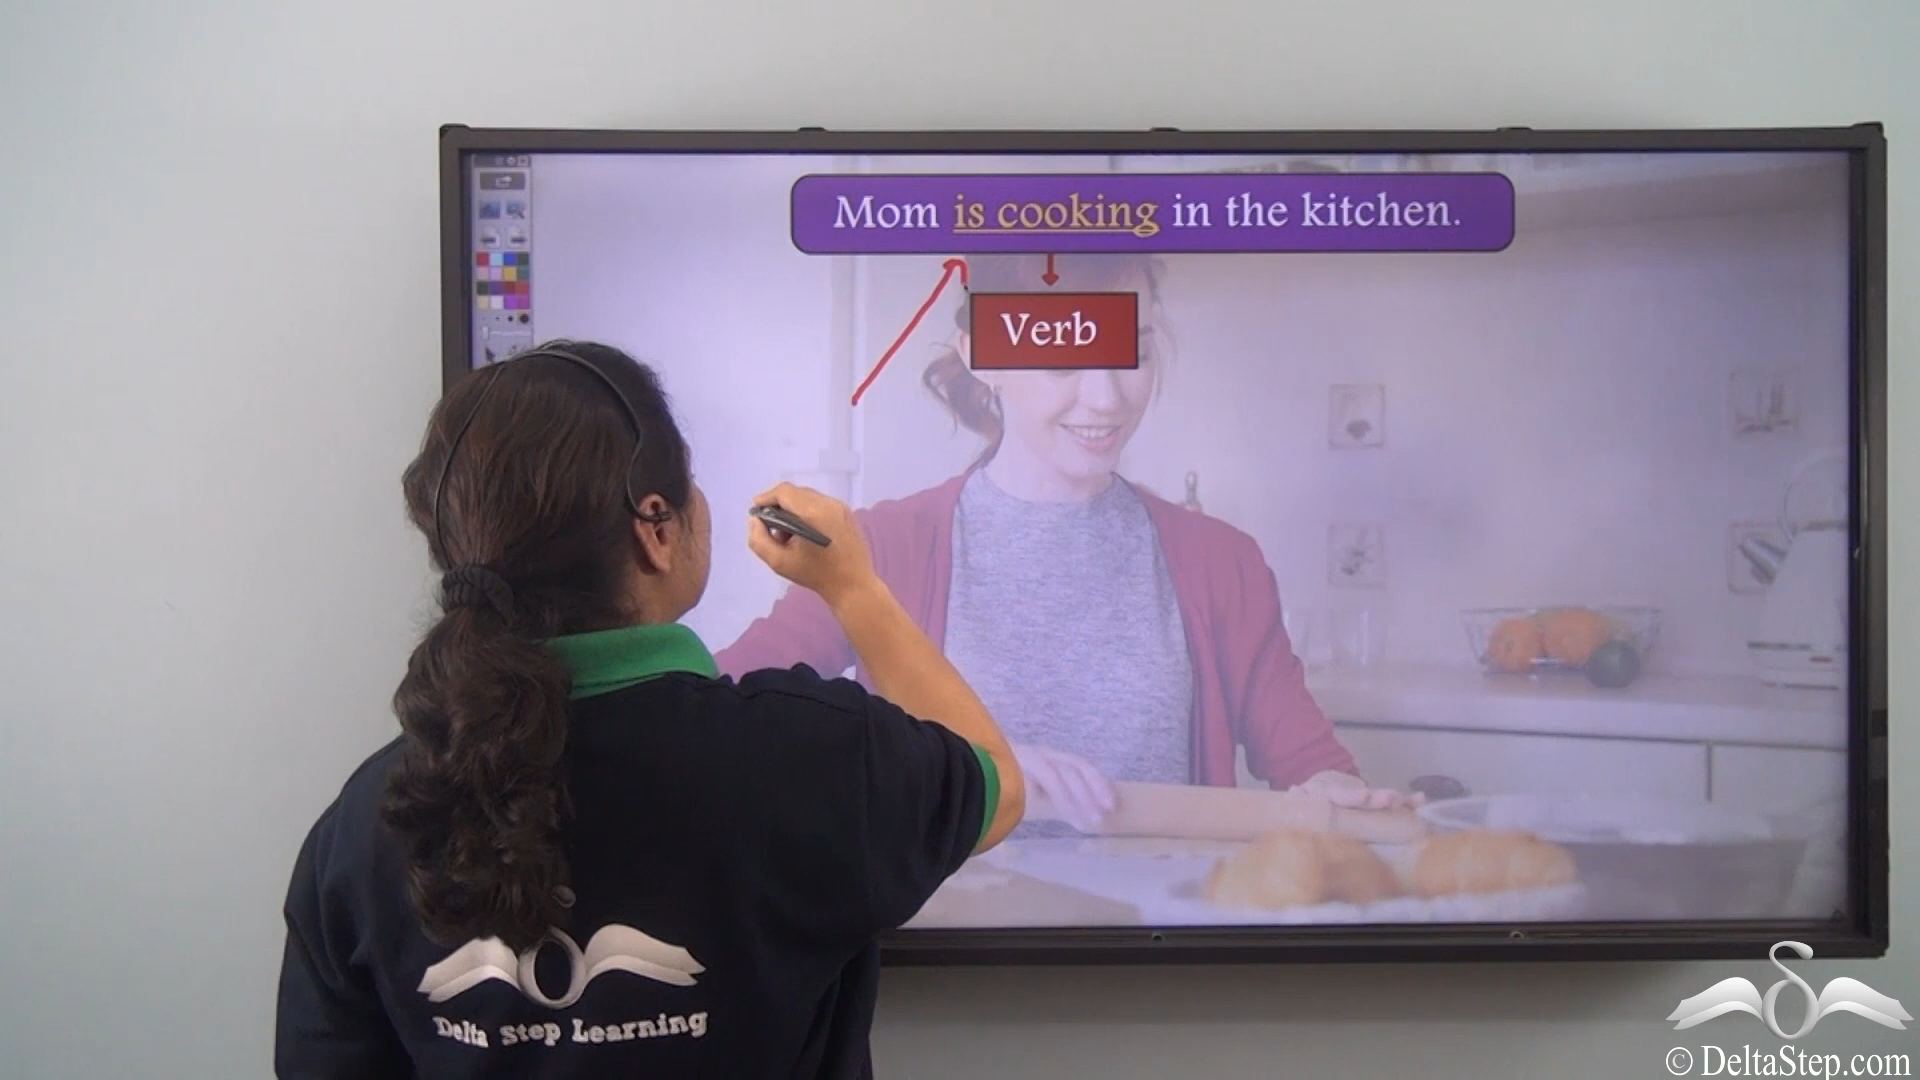 Mom is cooking in the kitchen.
Verb
Delta Step Learning
© DeltaStep.com